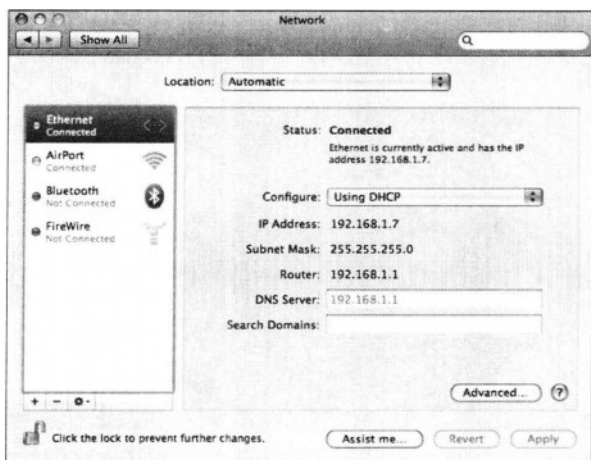 Network
Show All
Location: Automatic
Ethernet
Connected
AirPort
Connected
Bluetooth
Not Connected
FireWire
Not Connected
Status: Connected
Ethernet is currently active and has the IP
address 192.168.1.7.
Configure: Using DHCP
IP Address: 192.168.1.7
Subnet Mask: 255.255.255.0
Router: 192.168.1.1
DNS Server: 192.168.1.1
Search Domains:
Advanced... ?
+ −
Click the lock to prevent further changes.
Assist me... Revert Apply